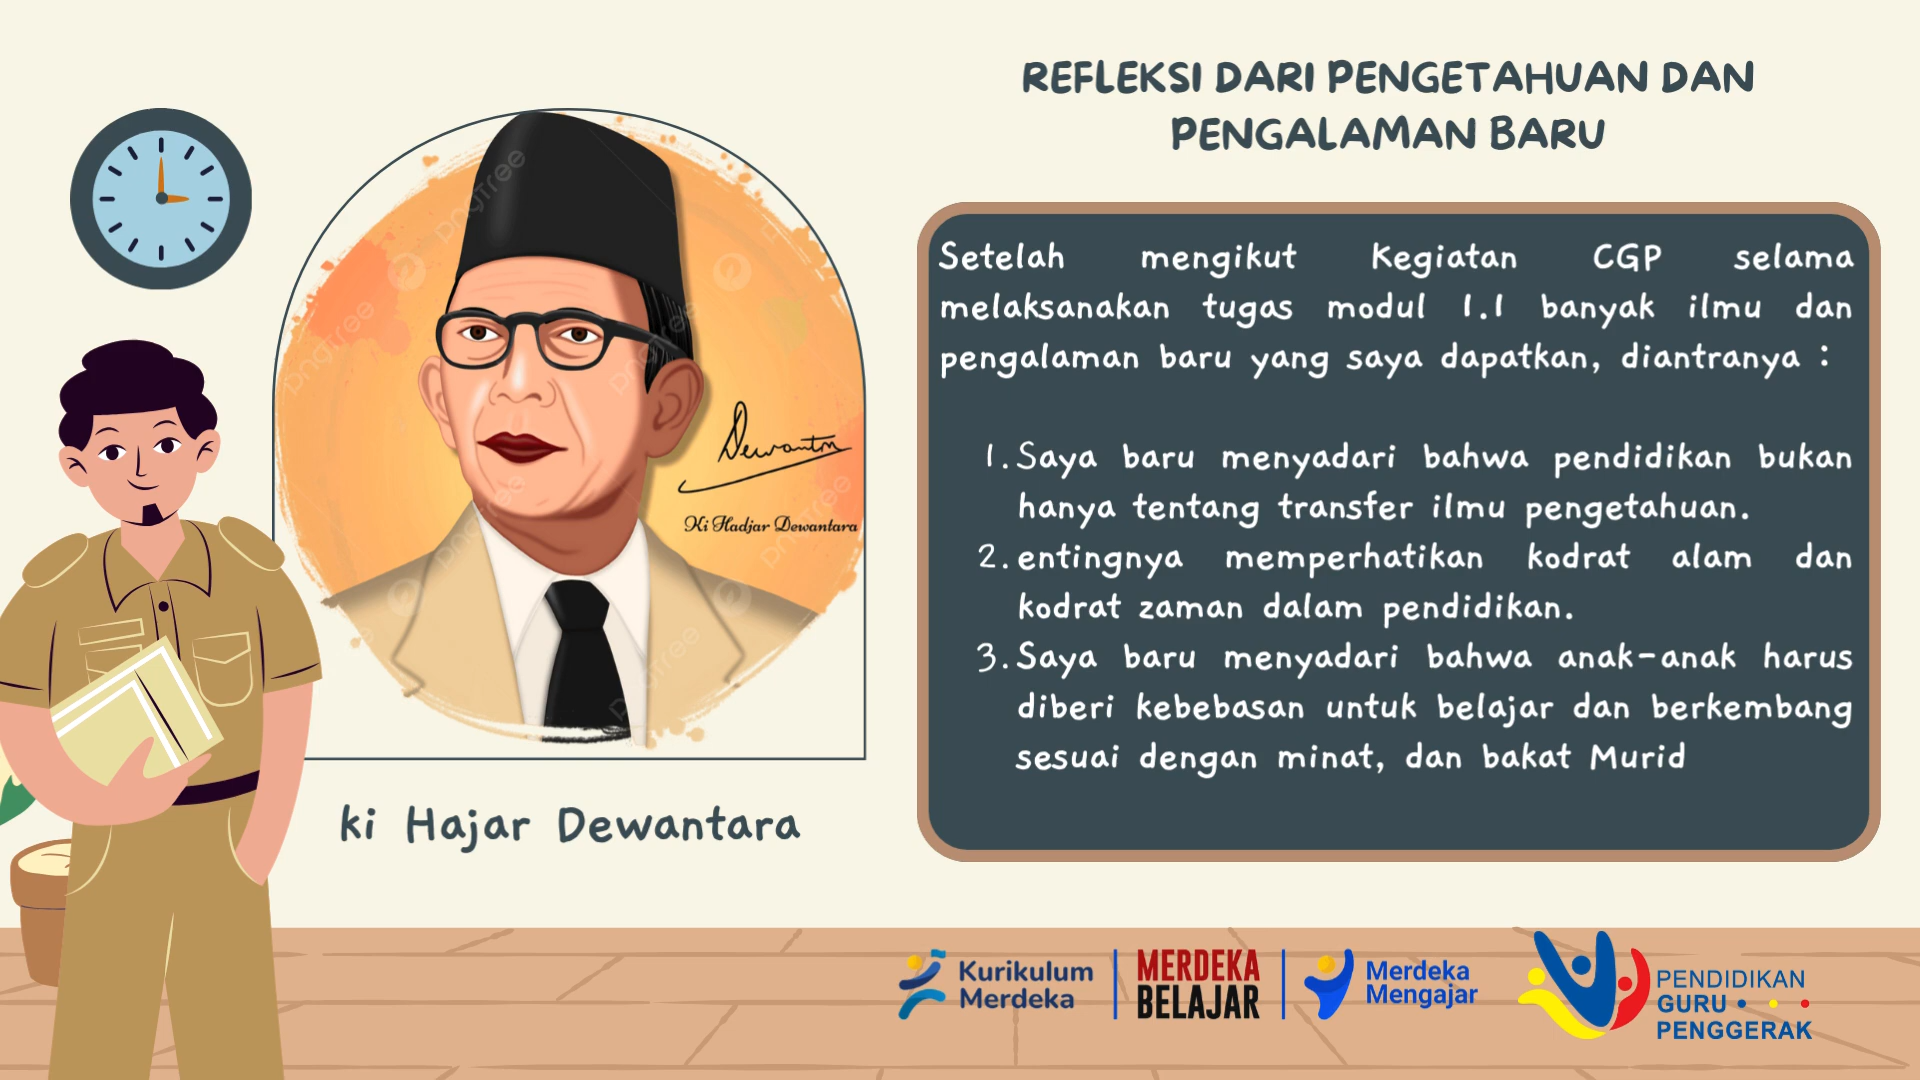 REFLEKSI DARI PENGETAHUAN DAN
PENGALAMAN BARU
Dewantra
Ki Hadjar Dewantara
ki Hajar Dewantara
Setelah mengikut Kegiatan CGP selama
melaksanakan tugas modul 1.1 banyak ilmu dan
pengalaman baru yang saya dapatkan, diantranya :
1. Saya baru menyadari bahwa pendidikan bukan
hanya tentang transfer ilmu pengetahuan.
2. entingnya memperhatikan kodrat alam dan
kodrat zaman dalam pendidikan.
3. Saya baru menyadari bahwa anak-anak harus
diberi kebebasan untuk belajar dan berkembang
sesuai dengan minat, dan bakat Murid
Kurikulum
Merdeka
MERDEKA
BELAJAR
Merdeka
Mengajar
PENDIDIKAN
GURU
PENGGERAK